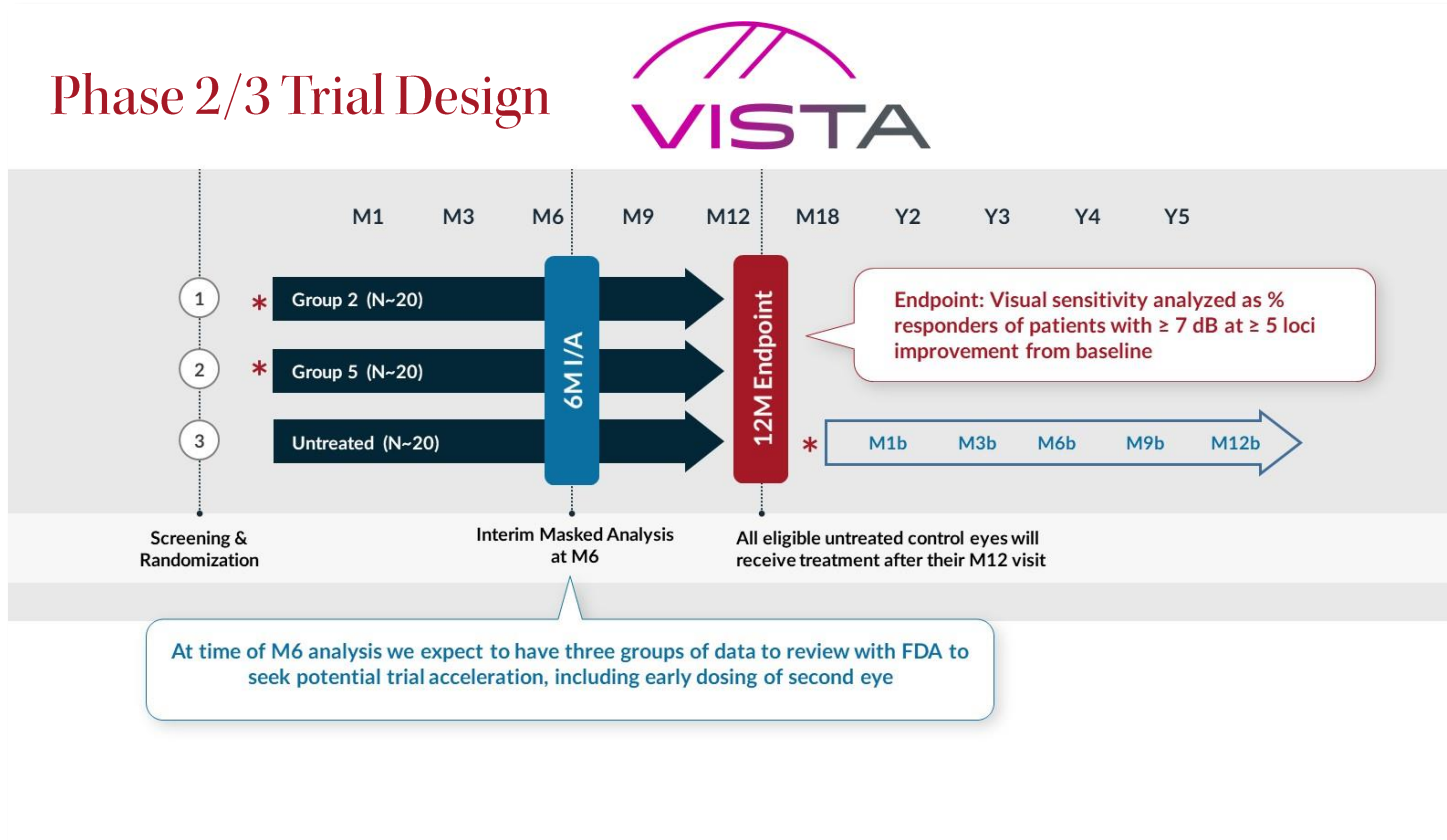 Phase 2/3 Trial Design
VISTA
M1 M3 M6 M9 M12 M18 Y2 Y3 Y4 Y5
1 * Group 2 (N~20)
2 * Group 5 (N~20)
3 Untreated (N~20)
6M I/A
12M Endpoint
Endpoint: Visual sensitivity analyzed as %
responders of patients with ≥ 7 dB at ≥ 5 loci
improvement from baseline
* M1b M3b M6b M9b M12b
Screening &
Randomization
Interim Masked Analysis
at M6
All eligible untreated control eyes will
receive treatment after their M12 visit
At time of M6 analysis we expect to have three groups of data to review with FDA to
seek potential trial acceleration, including early dosing of second eye